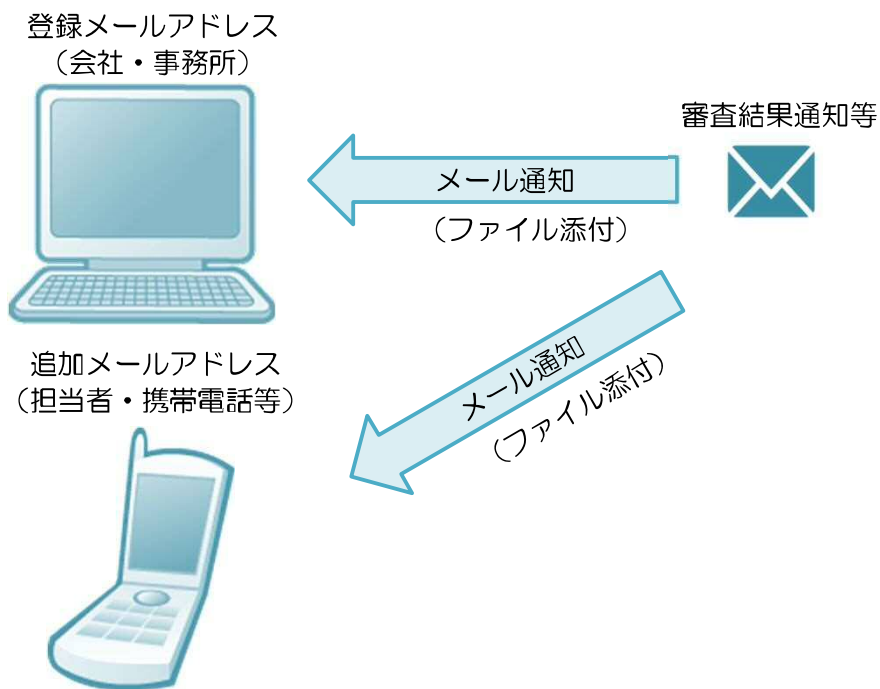 登録メールアドレス
（会社・事務所）
審査結果通知等
メール通知
（ファイル添付）
メール通知
（ファイル添付）
追加メールアドレス
（担当者・携帯電話等）